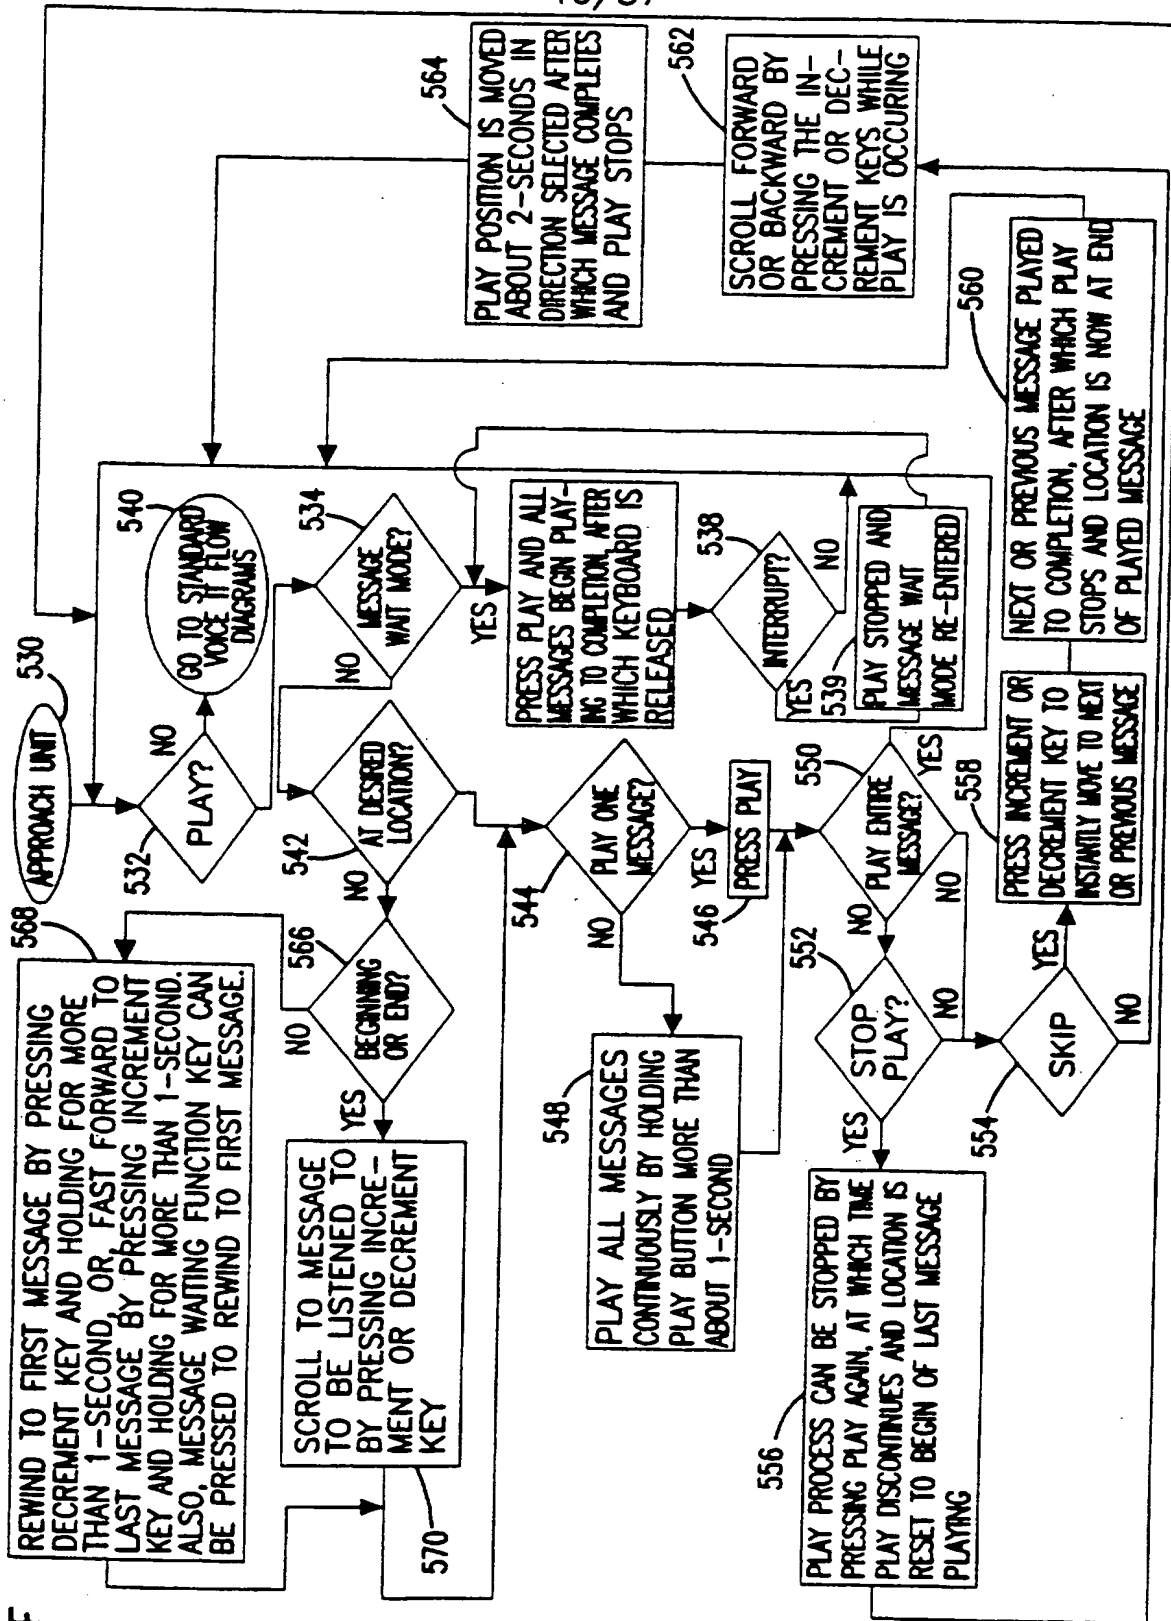 APPROACH UNIT
530
PLAY?
532
NO
GO TO STANDARD
VOICE IT FLOW
DIAGRAMS
540
MESSAGE
WAIT MODE?
534
NO
YES
PRESS PLAY AND ALL
MESSAGES BEGIN PLAY-
ING TO COMPLETION, AFTER
WHICH KEYBOARD IS
RELEASED
INTERRUPT?
538
NO
YES
539
PLAY STOPPED AND
MESSAGE WAIT
MODE RE-ENTERED
AT DESIRED
LOCATION?
542
NO
BEGINNING
OR END?
566
NO
YES
568
REWIND TO FIRST MESSAGE BY PRESSING
DECREMENT KEY AND HOLDING FOR MORE
THAN 1-SECOND, OR, FAST FORWARD TO
LAST MESSAGE BY PRESSING INCREMENT
KEY AND HOLDING FOR MORE THAN 1-SECOND.
ALSO, MESSAGE WAITING FUNCTION KEY CAN
BE PRESSED TO REWIND TO FIRST MESSAGE.
SCROLL TO MESSAGE
TO BE LISTENED TO
BY PRESSING INCRE-
MENT OR DECREMENT
KEY
570
PLAY ONE
MESSAGE?
544
NO
YES
546
PRESS PLAY
548
PLAY ALL MESSAGES
CONTINUOUSLY BY HOLDING
PLAY BUTTON MORE THAN
ABOUT 1-SECOND
PLAY ENTIRE
MESSAGE?
550
YES
NO
NO
STOP
PLAY?
552
YES
NO
556
PLAY PROCESS CAN BE STOPPED BY
PRESSING PLAY AGAIN, AT WHICH TIME
PLAY DISCONTINUES AND LOCATION IS
RESET TO BEGIN OF LAST MESSAGE
PLAYING
SKIP
554
YES
NO
558
PRESS INCREMENT OR
DECREMENT KEY TO
INSTANTLY MOVE TO NEXT
OR PREVIOUS MESSAGE
560
NEXT OR PREVIOUS MESSAGE PLAYED
TO COMPLETION, AFTER WHICH PLAY
STOPS AND LOCATION IS NOW AT END
OF PLAYED MESSAGE
562
SCROLL FORWARD
OR BACKWARD BY
PRESSING THE IN-
CREMENT OR DEC-
REMENT KEYS WHILE
PLAY IS OCCURING
564
PLAY POSITION IS MOVED
ABOUT 2-SECONDS IN
DIRECTION SELECTED AFTER
WHICH MESSAGE COMPLETES
AND PLAY STOPS